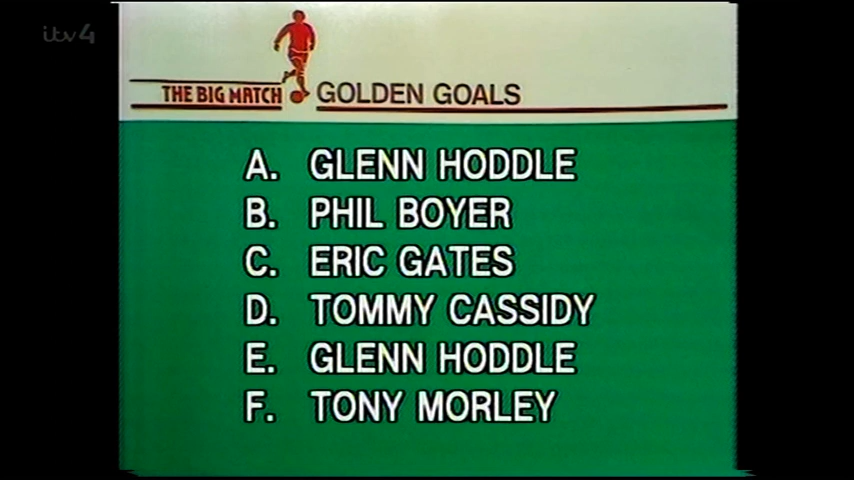 itv4
THE BIG MATCH GOLDEN GOALS
A. GLENN HODDLE
B. PHIL BOYER
C. ERIC GATES
D. TOMMY CASSIDY
E. GLENN HODDLE
F. TONY MORLEY